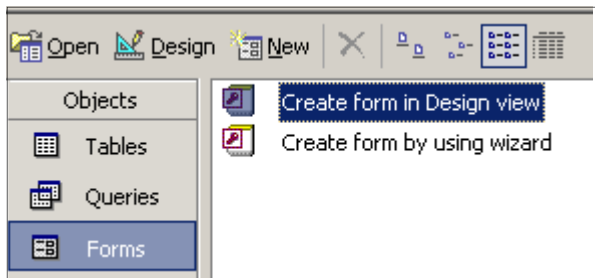 Open Design New
Objects
Create form in Design view
Tables
Create form by using wizard
Queries
Forms